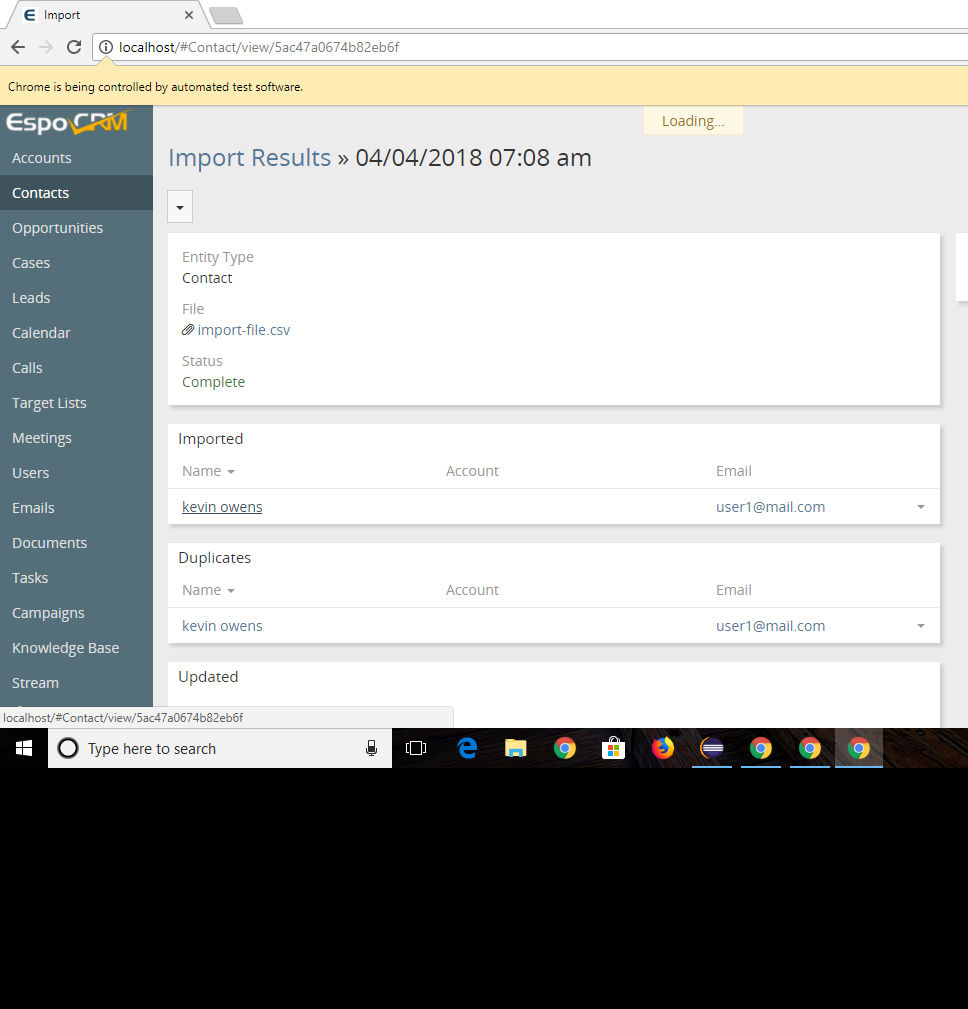 Import
localhost/#Contact/view/5ac47a0674b82eb6f
Chrome is being controlled by automated test software.
EspoCRM
Loading...
Accounts
Contacts
Opportunities
Cases
Leads
Calendar
Calls
Target Lists
Meetings
Users
Emails
Documents
Tasks
Campaigns
Knowledge Base
Stream
Import Results » 04/04/2018 07:08 am
Entity Type
Contact
File
import-file.csv
Status
Complete
Imported
Name Account Email
kevin owens user1@mail.com
Duplicates
Name Account Email
kevin owens user1@mail.com
Updated
localhost/#Contact/view/5ac47a0674b82eb6f
Type here to search